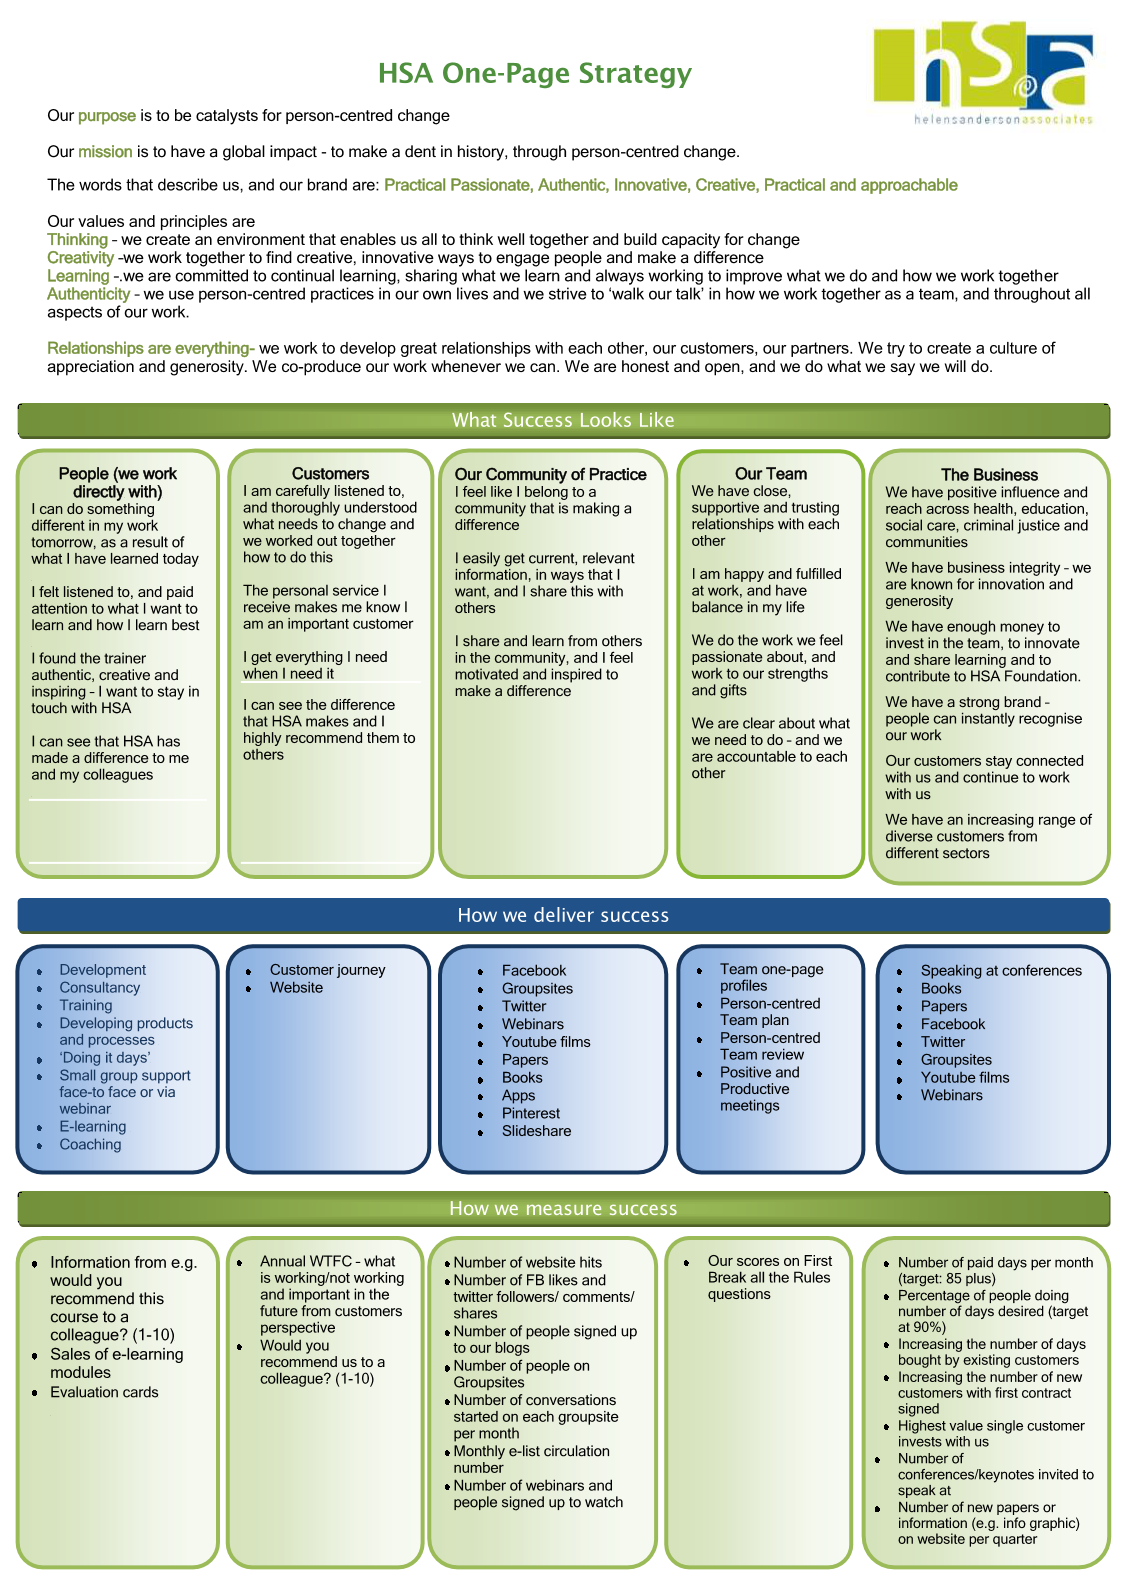 hsa
helensandersonassociates
HSA One-Page Strategy
Our purpose is to be catalysts for person-centred change
Our mission is to have a global impact - to make a dent in history, through person-centred change.
The words that describe us, and our brand are: Practical Passionate, Authentic, Innovative, Creative, Practical and approachable
Our values and principles are
Thinking – we create an environment that enables us all to think well together and build capacity for change
Creativity –we work together to find creative, innovative ways to engage people and make a difference
Learning –.we are committed to continual learning, sharing what we learn and always working to improve what we do and how we work together
Authenticity – we use person-centred practices in our own lives and we strive to ‘walk our talk’ in how we work together as a team, and throughout all
aspects of our work.
Relationships are everything- we work to develop great relationships with each other, our customers, our partners. We try to create a culture of
appreciation and generosity. We co-produce our work whenever we can. We are honest and open, and we do what we say we will do.
What Success Looks Like
People (we work
directly with)
I can do something
different in my work
tomorrow, as a result of
what I have learned today
I felt listened to, and paid
attention to what I want to
learn and how I learn best
I found the trainer
authentic, creative and
inspiring – I want to stay in
touch with HSA
I can see that HSA has
made a difference to me
and my colleagues
Customers
I am carefully listened to,
and thoroughly understood
what needs to change and
we worked out together
how to do this
The personal service I
receive makes me know I
am an important customer
I get everything I need
when I need it
I can see the difference
that HSA makes and I
highly recommend them to
others
Our Community of Practice
I feel like I belong to a
community that is making a
difference
I easily get current, relevant
information, in ways that I
want, and I share this with
others
I share and learn from others
in the community, and I feel
motivated and inspired to
make a difference
Our Team
We have close,
supportive and trusting
relationships with each
other
I am happy and fulfilled
at work, and have
balance in my life
We do the work we feel
passionate about, and
work to our strengths
and gifts
We are clear about what
we need to do – and we
are accountable to each
other
The Business
We have positive influence and
reach across health, education,
social care, criminal justice and
communities
We have business integrity – we
are known for innovation and
generosity
We have enough money to
invest in the team, to innovate
and share learning and to
contribute to HSA Foundation.
We have a strong brand –
people can instantly recognise
our work
Our customers stay connected
with us and continue to work
with us
We have an increasing range of
diverse customers from
different sectors
How we deliver success
• Development
• Consultancy
• Training
• Developing products
and processes
• ‘Doing it days’
• Small group support
face-to face or via
webinar
• E-learning
• Coaching
• Customer journey
• Website
• Facebook
• Groupsites
• Twitter
• Webinars
• Youtube films
• Papers
• Books
• Apps
• Pinterest
• Slideshare
• Team one-page
profiles
• Person-centred
Team plan
• Person-centred
Team review
• Positive and
Productive
meetings
• Speaking at conferences
• Books
• Papers
• Facebook
• Twitter
• Groupsites
• Youtube films
• Webinars
How we measure success
• Information from e.g.
would you
recommend this
course to a
colleague? (1-10)
• Sales of e-learning
modules
• Evaluation cards
• Annual WTFC – what
is working/not working
and important in the
future from customers
perspective
• Would you
recommend us to a
colleague? (1-10)
• Number of website hits
• Number of FB likes and
twitter followers/ comments/
shares
• Number of people signed up
to our blogs
• Number of people on
Groupsites
• Number of conversations
started on each groupsite
per month
• Monthly e-list circulation
number
• Number of webinars and
people signed up to watch
• Our scores on First
Break all the Rules
questions
• Number of paid days per month
(target: 85 plus)
• Percentage of people doing
number of days desired (target
at 90%)
• Increasing the number of days
bought by existing customers
• Increasing the number of new
customers with first contract
signed
• Highest value single customer
invests with us
• Number of
conferences/keynotes invited to
speak at
• Number of new papers or
information (e.g. info graphic)
on website per quarter